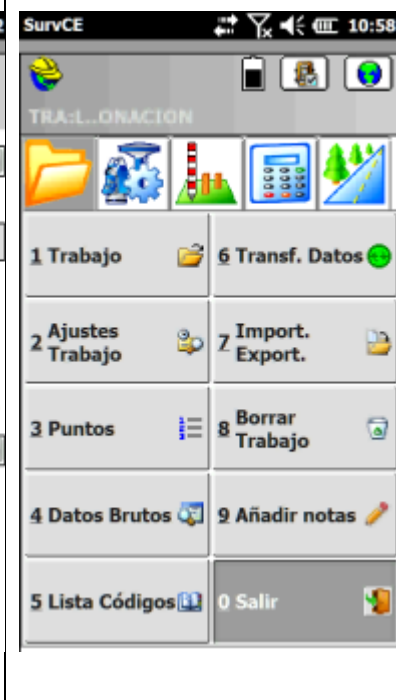 SurvCE 10:58
TRA:L..ONACION
1 Trabajo
6 Transf. Datos
2 Ajustes
Trabajo
7 Import.
Export.
3 Puntos
8 Borrar
Trabajo
4 Datos Brutos
9 Añadir notas
5 Lista Códigos
0 Salir